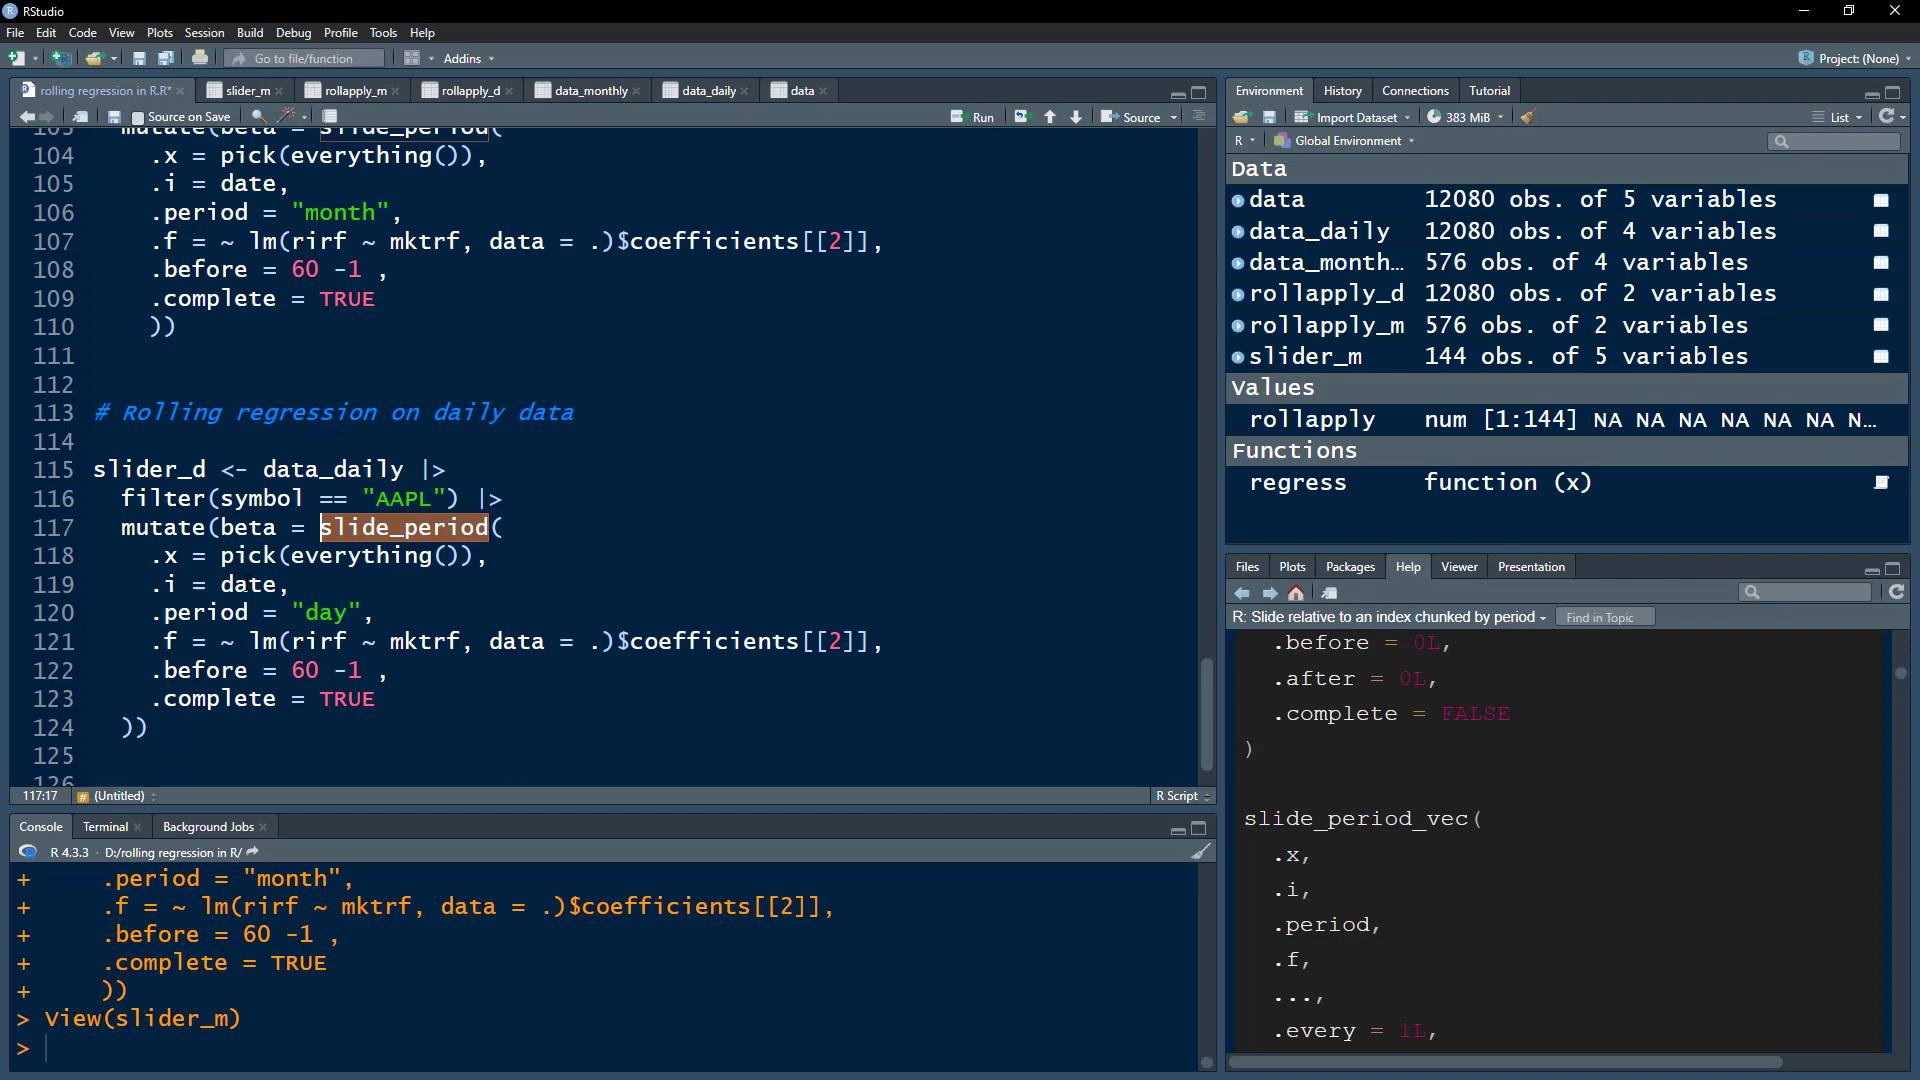 RStudio
File Edit Code View Plots Session Build Debug Profile Tools Help
Go to file/function Addins Project: (None)
rolling regression in R.R* slider_m rollapply_m rollapply_d data_monthly data_daily data
Source on Save Run Source
103 mutate(beta = slide_period(
104 .x = pick(everything()),
105 .i = date,
106 .period = "month",
107 .f = ~ lm(rirf ~ mktrf, data = .)$coefficients[[2]],
108 .before = 60 -1 ,
109 .complete = TRUE
110 ))
111
112
113 # Rolling regression on daily data
114
115 slider_d <- data_daily |>
116 filter(symbol == "AAPL") |>
117 mutate(beta = slide_period(
118 .x = pick(everything()),
119 .i = date,
120 .period = "day",
121 .f = ~ lm(rirf ~ mktrf, data = .)$coefficients[[2]],
122 .before = 60 -1 ,
123 .complete = TRUE
124 ))
125
126
117:17 # (Untitled) R Script
Console Terminal Background Jobs
R 4.3.3 · D:/rolling regression in R/
+ .period = "month",
+ .f = ~ lm(rirf ~ mktrf, data = .)$coefficients[[2]],
+ .before = 60 -1 ,
+ .complete = TRUE
+ ))
> View(slider_m)
>
Environment History Connections Tutorial
Import Dataset 383 MiB List
R Global Environment
Data
data 12080 obs. of 5 variables
data_daily 12080 obs. of 4 variables
data_month… 576 obs. of 4 variables
rollapply_d 12080 obs. of 2 variables
rollapply_m 576 obs. of 2 variables
slider_m 144 obs. of 5 variables
Values
rollapply num [1:144] NA NA NA NA NA NA N…
Functions
regress function (x)
Files Plots Packages Help Viewer Presentation
R: Slide relative to an index chunked by period Find in Topic
.before = 0L,
.after = 0L,
.complete = FALSE
)
slide_period_vec(
.x,
.i,
.period,
.f,
...,
.every = 1L,